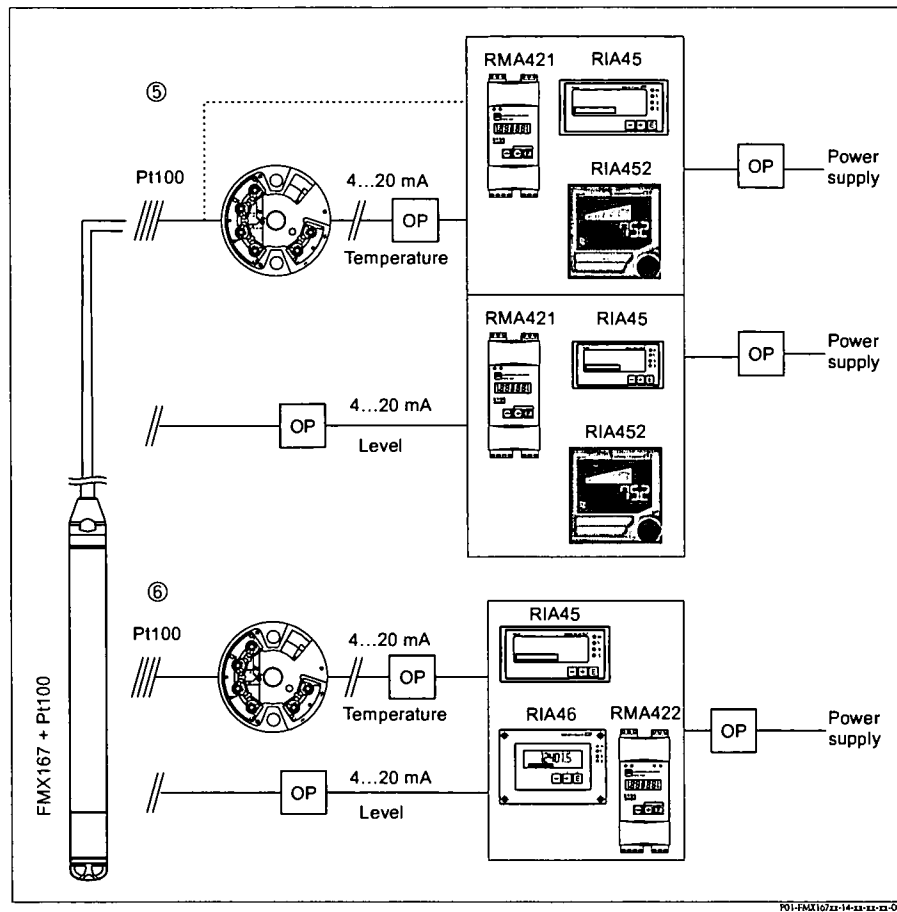 RMA421 RIA45
⑤
Pt100
4...20 mA
OP
Temperature
RIA452
OP
Power
supply
RMA421 RIA45
OP
Power
supply
4...20 mA
OP
Level
RIA452
⑥
Pt100
4...20 mA
OP
Temperature
RIA45
RIA46 RMA422
OP
Power
supply
4...20 mA
OP
Level
FMX167 + Pt100